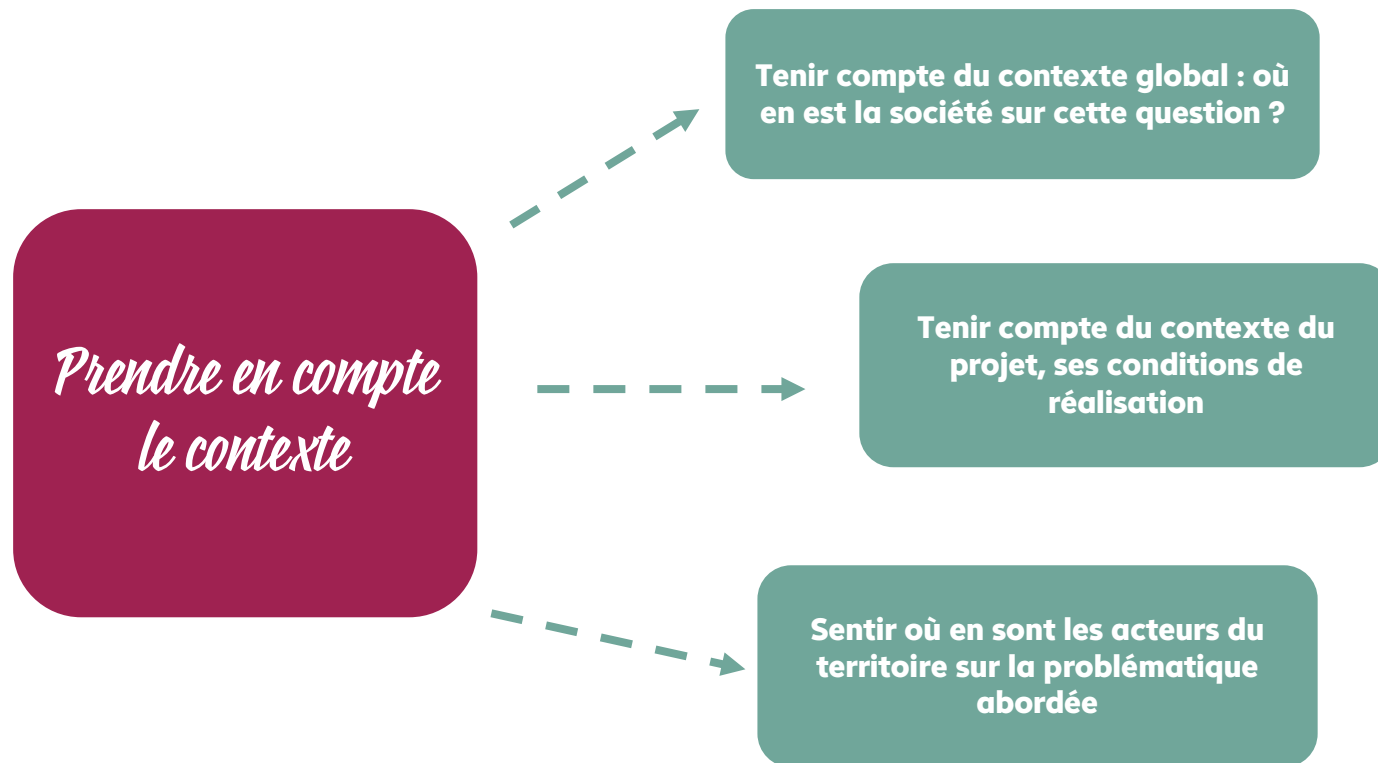 Tenir compte du contexte global : où
en est la société sur cette question ?
Prendre en compte
le contexte
Tenir compte du contexte du
projet, ses conditions de
réalisation
Sentir où en sont les acteurs du
territoire sur la problématique
abordée